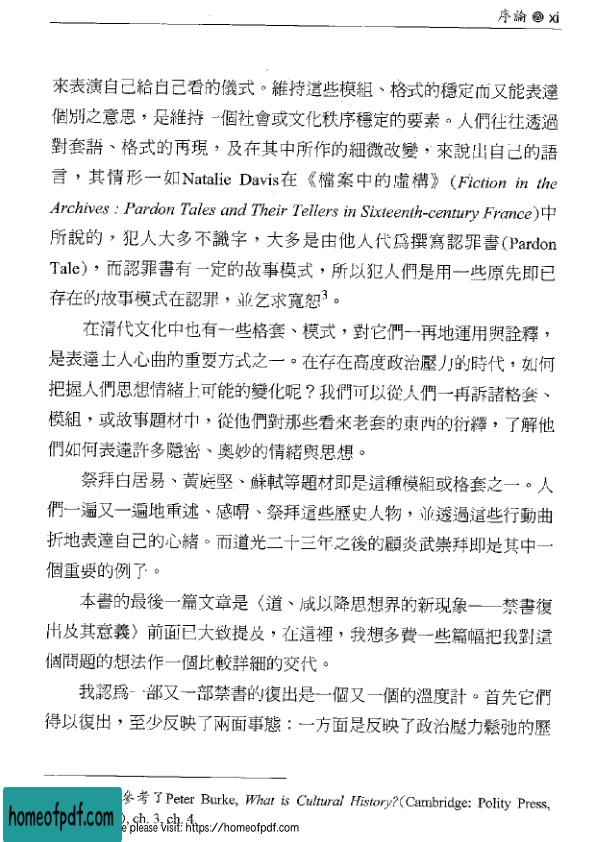 序論 ◎ xi
來表演自己給自己看的儀式。維持這些模組、格式的穩定而又能表達
個別之意思，是維持一個社會或文化秩序穩定的要素。人們往往透過
對套語、格式的再現，及在其中所作的細微改變，來說出自己的語
言，其情形一如Natalie Davis在《檔案中的虛構》(Fiction in the
Archives : Pardon Tales and Their Tellers in Sixteenth-century France)中
所說的，犯人大多不識字，大多是由他人代爲撰寫認罪書(Pardon
Tale)，而認罪書有一定的故事模式，所以犯人們是用一些原先即已
存在的故事模式在認罪，並乞求寬恕3。
在清代文化中也有一些格套、模式，對它們一再地運用與詮釋，
是表達士人心曲的重要方式之一。在存在高度政治壓力的時代，如何
把握人們思想情緒上可能的變化呢？我們可以從人們一再訴諸格套、
模組，或故事題材中，從他們對那些看來老套的東西的衍繹，了解他
們如何表達許多隱密、奧妙的情緒與思想。
祭拜白居易、黃庭堅、蘇軾等題材即是這種模組或格套之一。人
們一遍又一遍地重述、感喟、祭拜這些歷史人物，並透過這些行動曲
折地表達自己的心緒。而道光二十三年之後的顧炎武崇拜即是其中一
個重要的例子。
本書的最後一篇文章是〈道、咸以降思想界的新現象——禁書復
出及其意義〉前面已大致提及，在這裡，我想多費一些篇幅把我對這
個問題的想法作一個比較詳細的交代。
我認爲一部又一部禁書的復出是一個又一個的溫度計。首先它們
得以復出，至少反映了兩面事態：一方面是反映了政治壓力鬆弛的歷
參考了Peter Burke, What is Cultural History?(Cambridge: Polity Press,
), ch. 3, ch. 4.
homeofpdf.com
please visit: https://homeofpdf.com